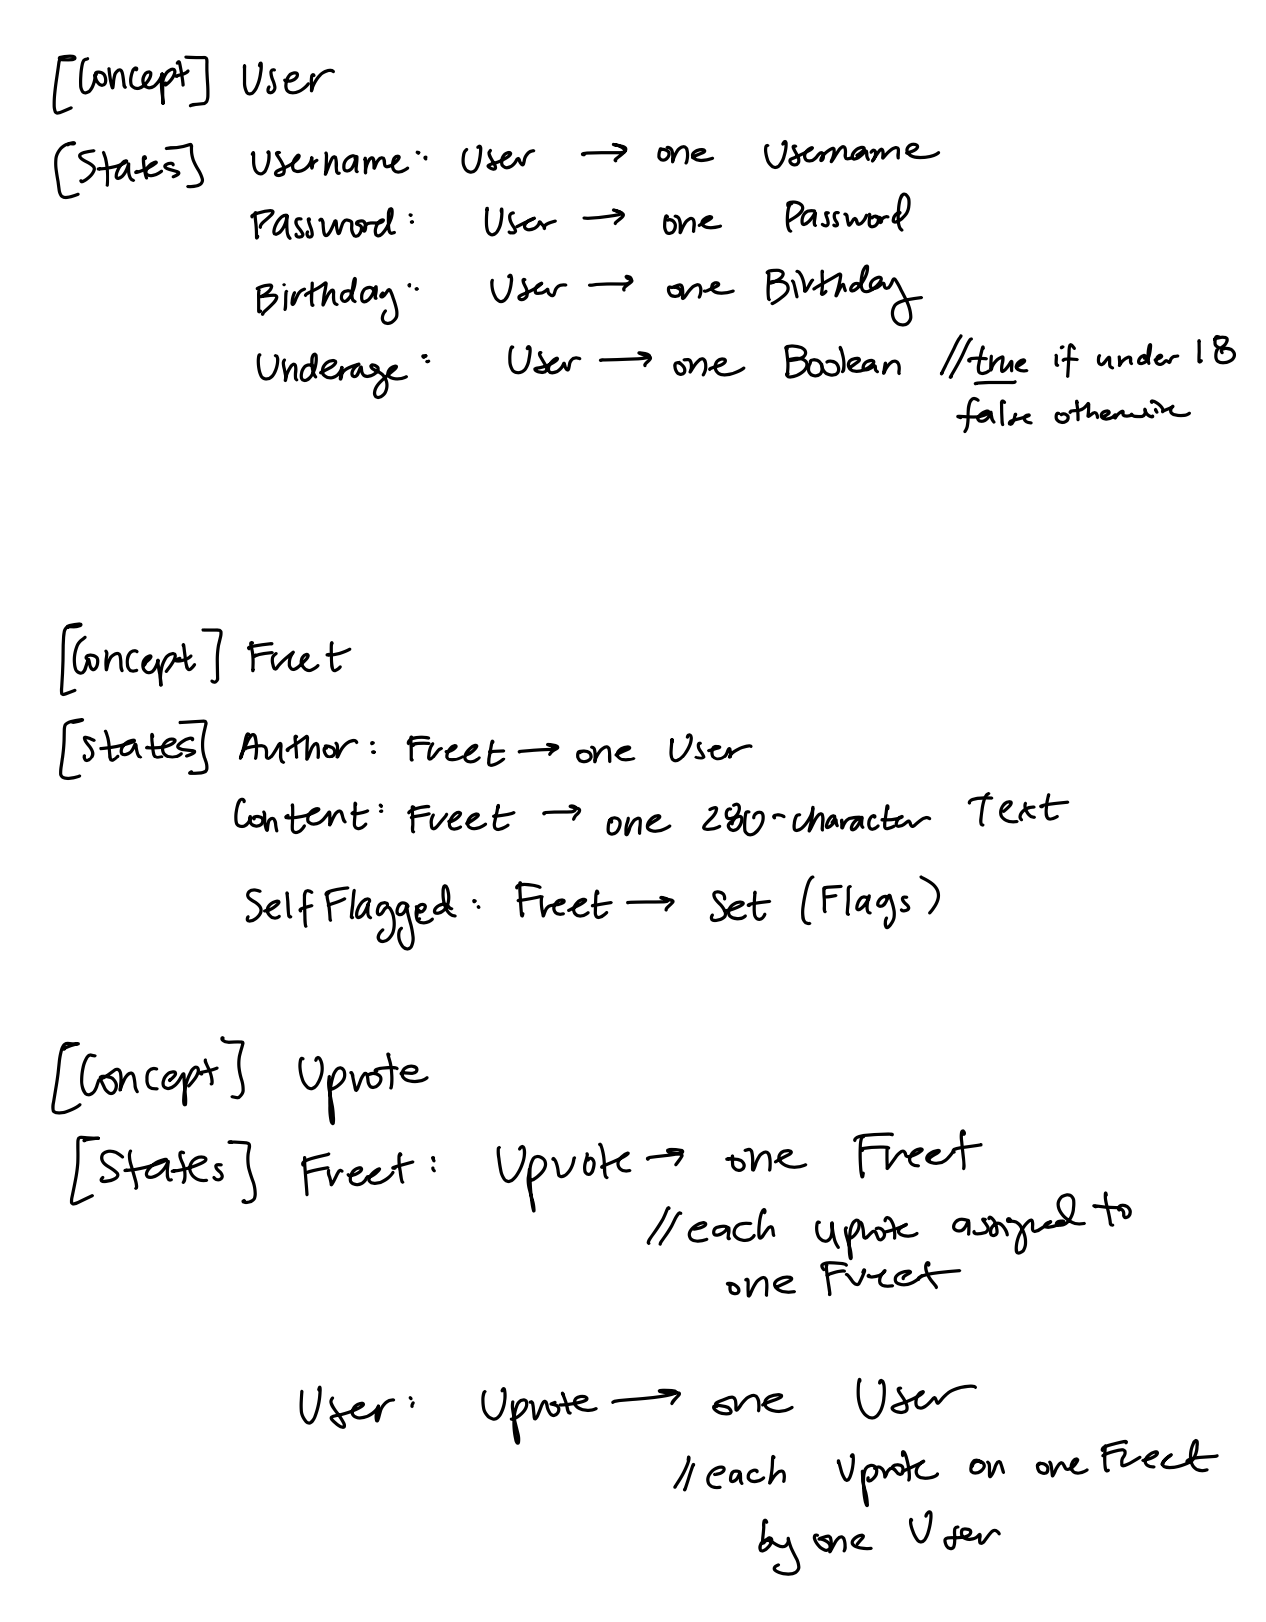 [Concept] User
[States] Username: User → one Username
Password: User → one Password
Birthday: User → one Birthday
Underage: User → one Boolean //true if under 18
false otherwise
[Concept] Freet
[States] Author: Freet → one User
Content: Freet → one 280-character Text
SelfFlagged: Freet → Set (Flags)
[Concept] Upvote
[States] Freet: Upvote → one Freet
//each upvote assigned to
one Freet
User: Upvote → one User
//each Upvote on one Freet
by one User